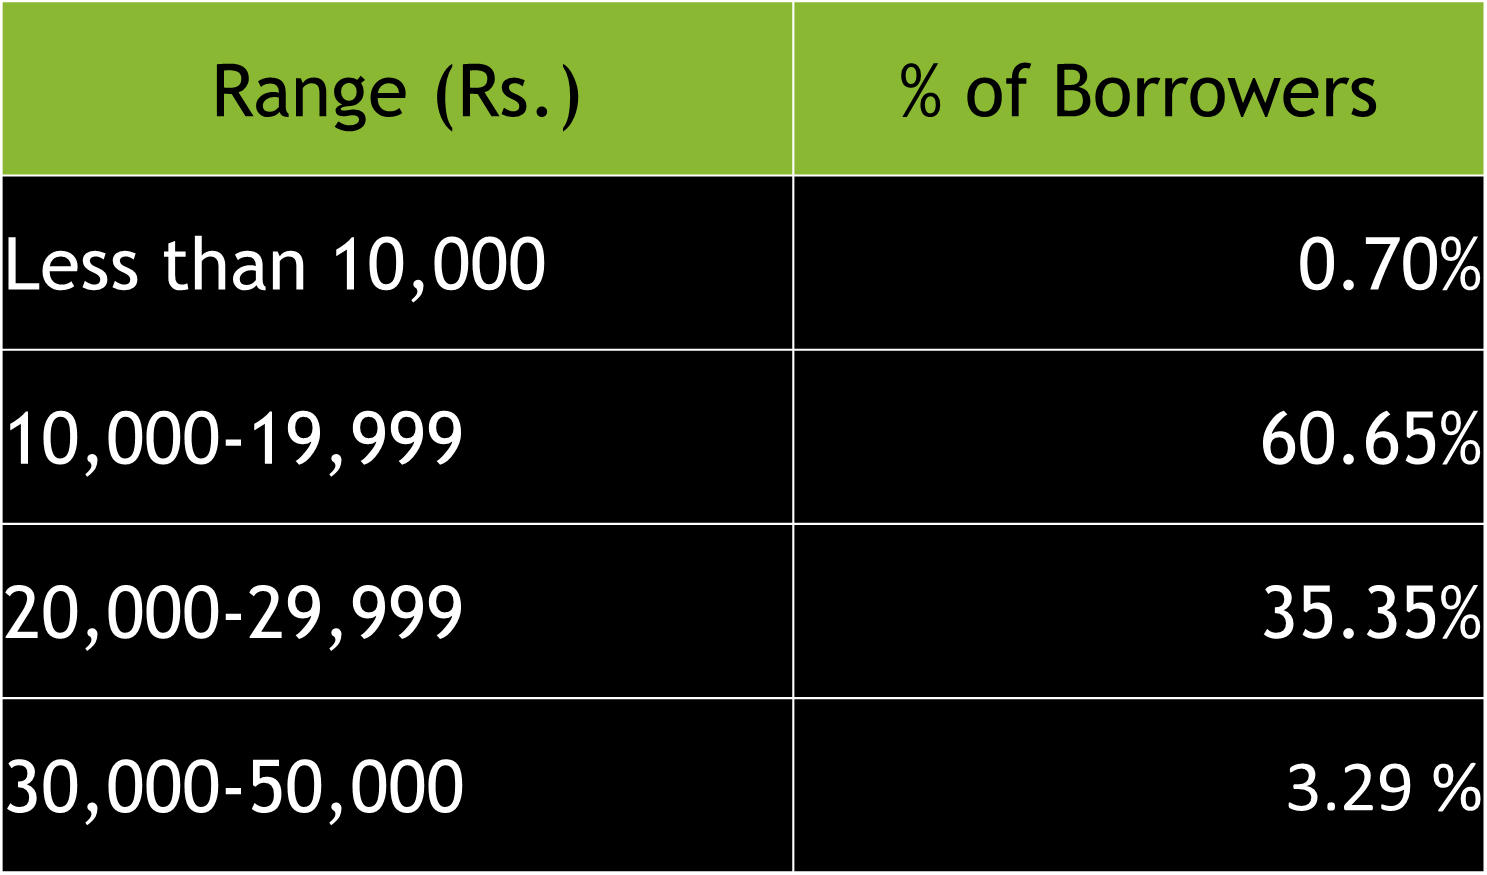 Range (Rs.) % of Borrowers
Less than 10,000 0.70%
10,000-19,999 60.65%
20,000-29,999 35.35%
30,000-50,000 3.29 %